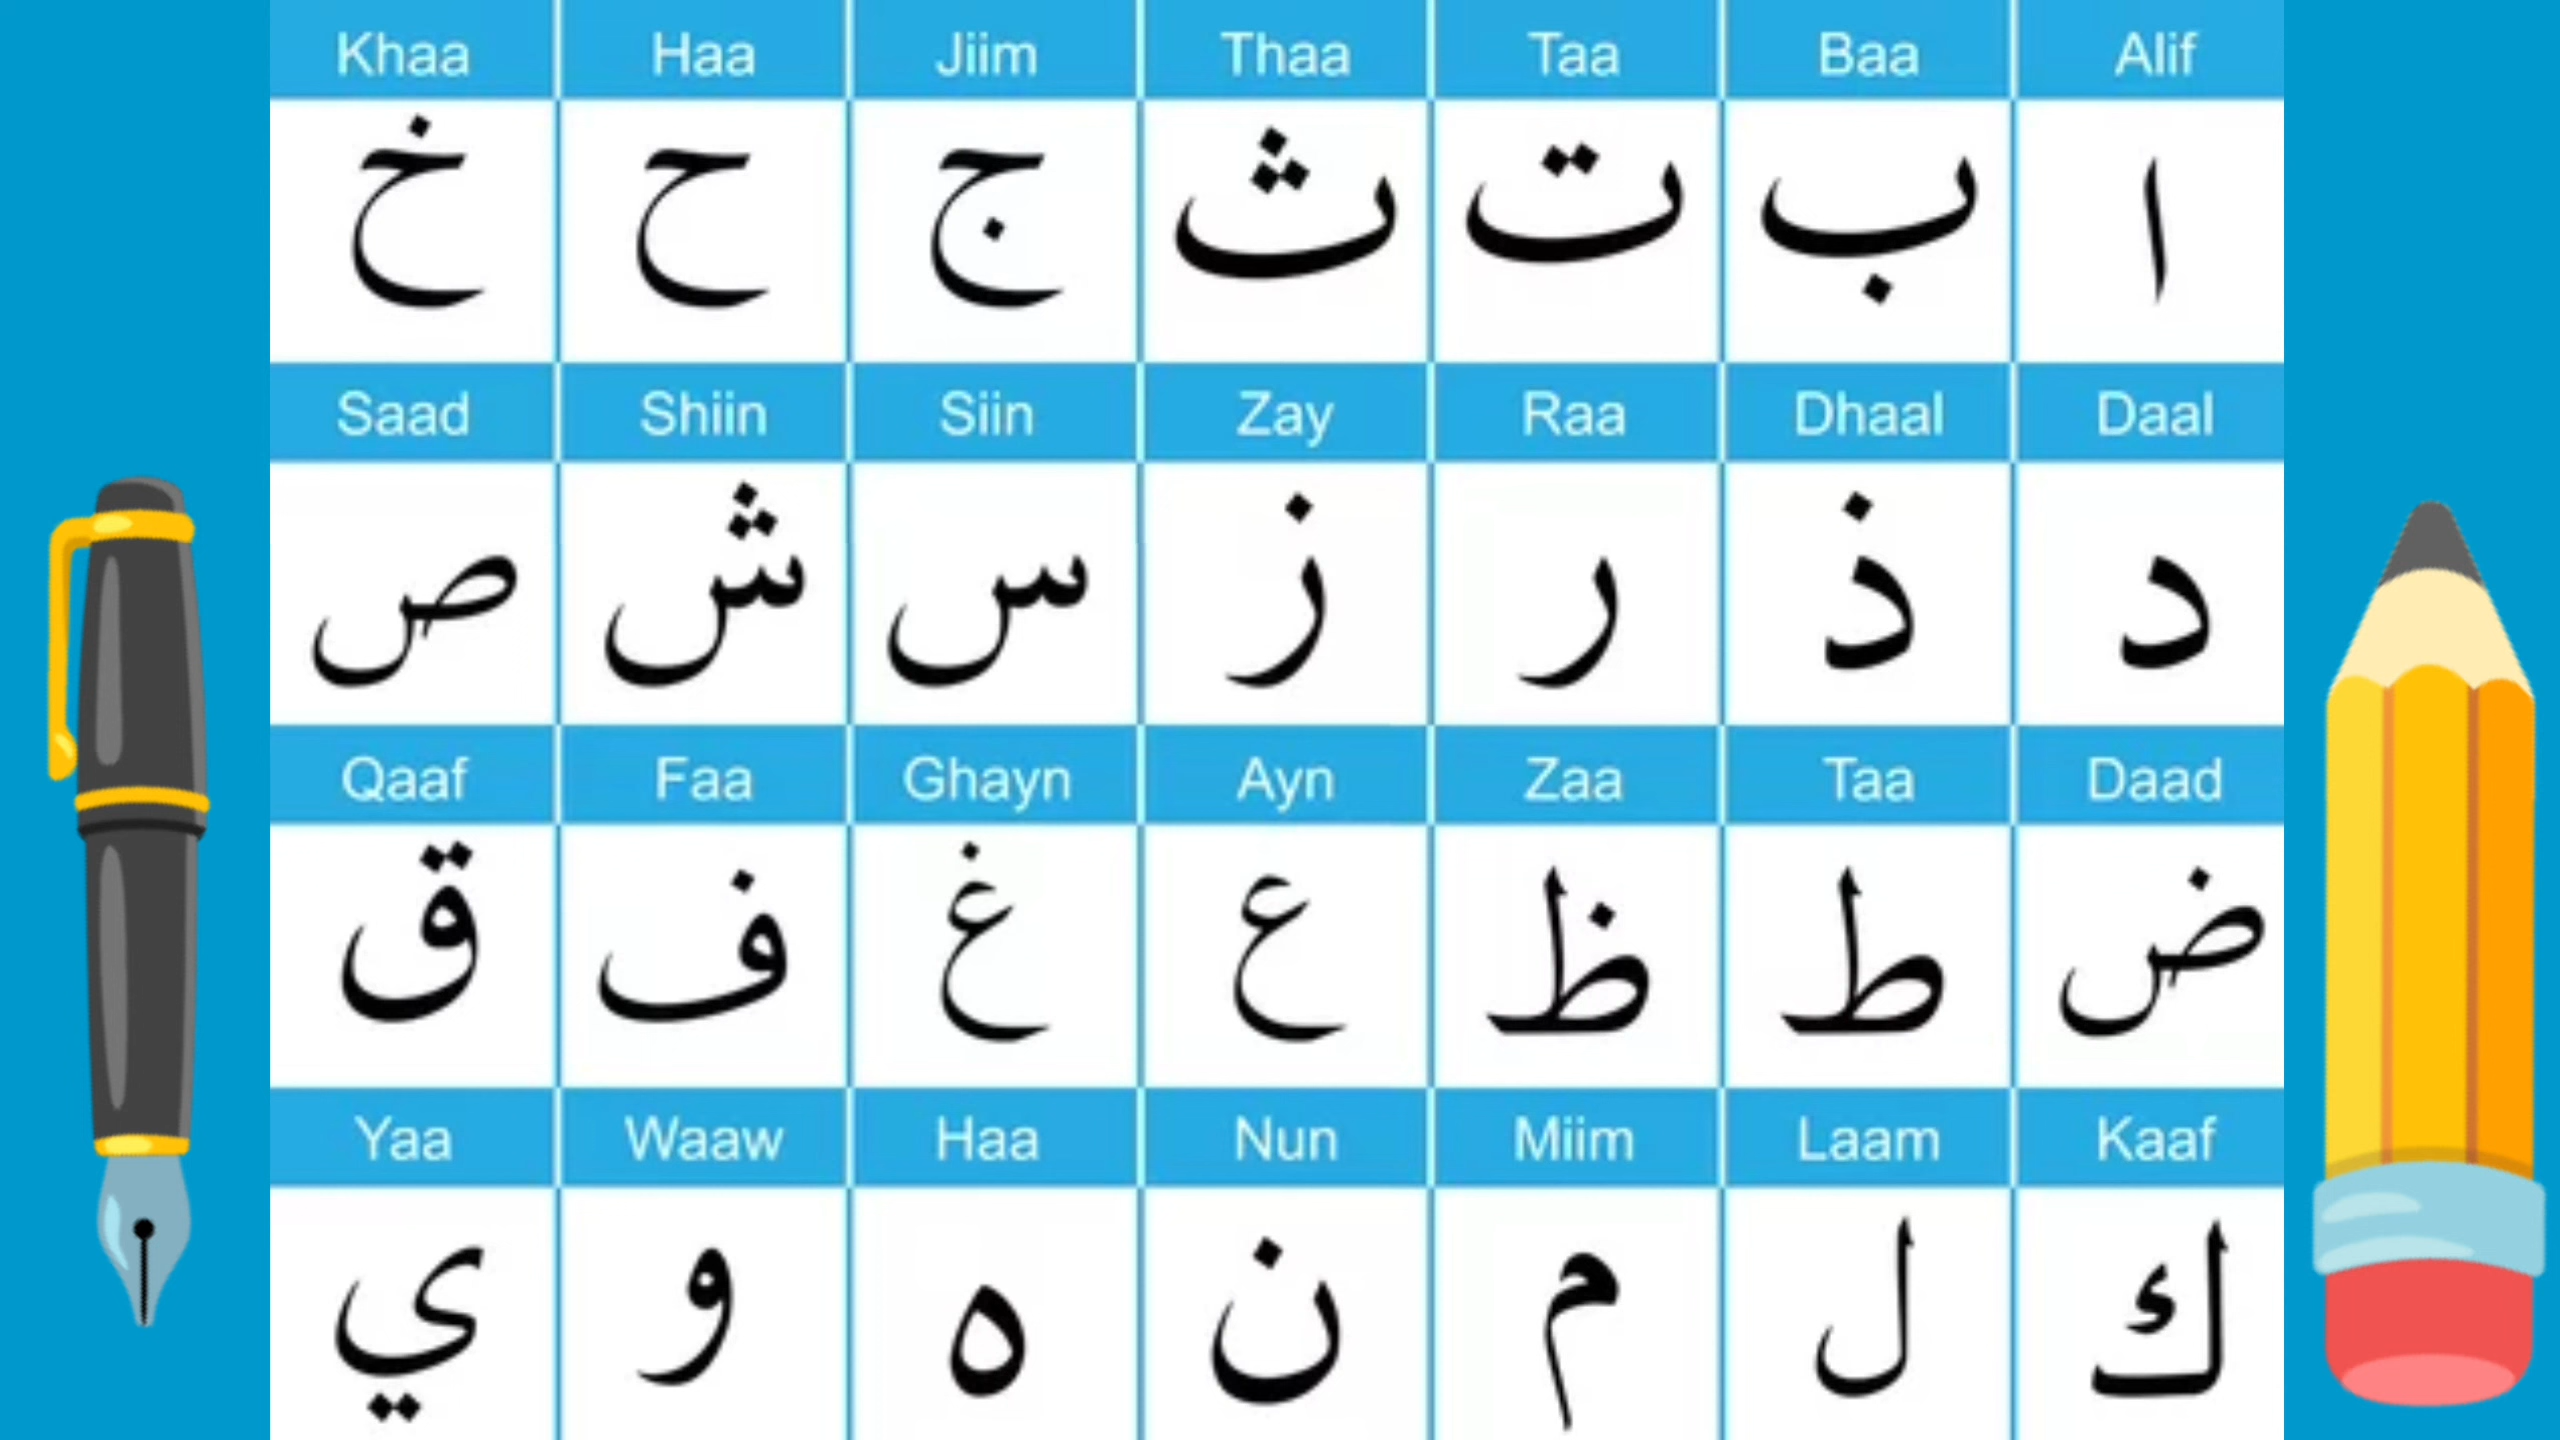 Khaa Haa Jiim Thaa Taa Baa Alif
ا ب ت ث ج ح خ
Saad Shiin Siin Zay Raa Dhaal Daal
د ذ ر ز س ش ص
Qaaf Faa Ghayn Ayn Zaa Taa Daad
ض ط ظ ع غ ف ق
Yaa Waaw Haa Nun Miim Laam Kaaf
ك ل م ن ه و ي